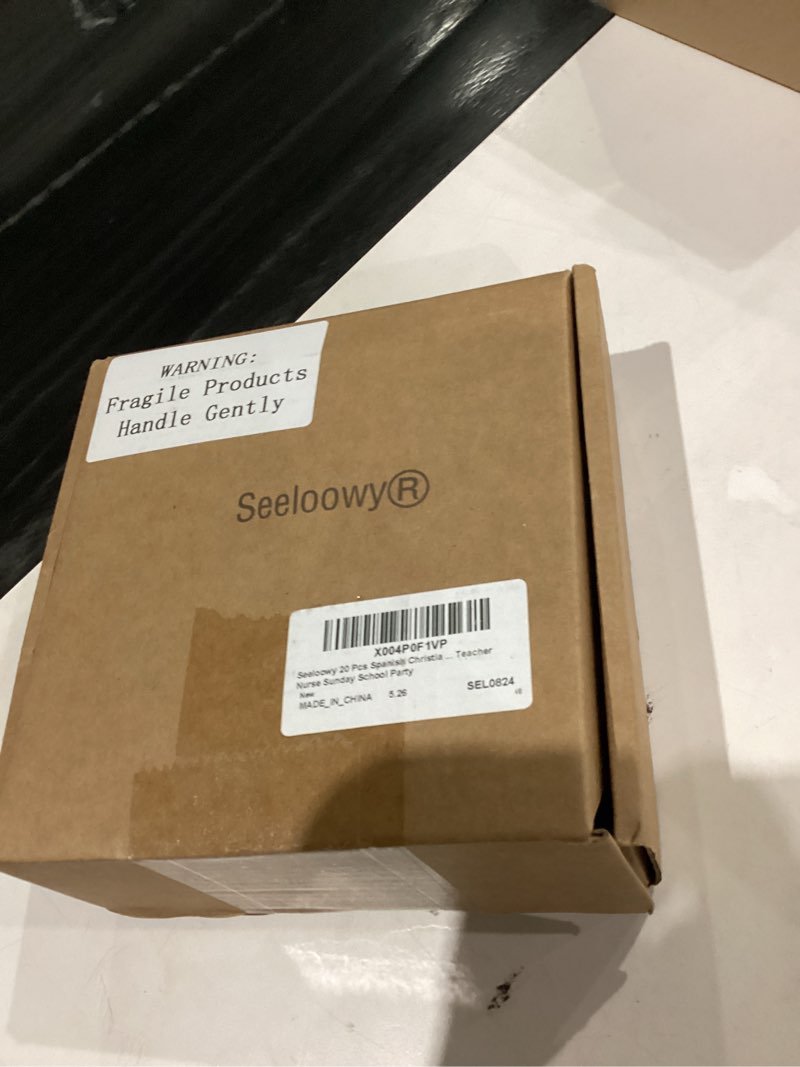 WARNING:
Fragile Products
Handle Gently
Seeloowy®
X004P0F1VP
Seeloowy 20 Pcs Spanish Christia ... Teacher
Nurse Sunday School Party
New
MADE_IN_CHINA 5.26 SEL0824